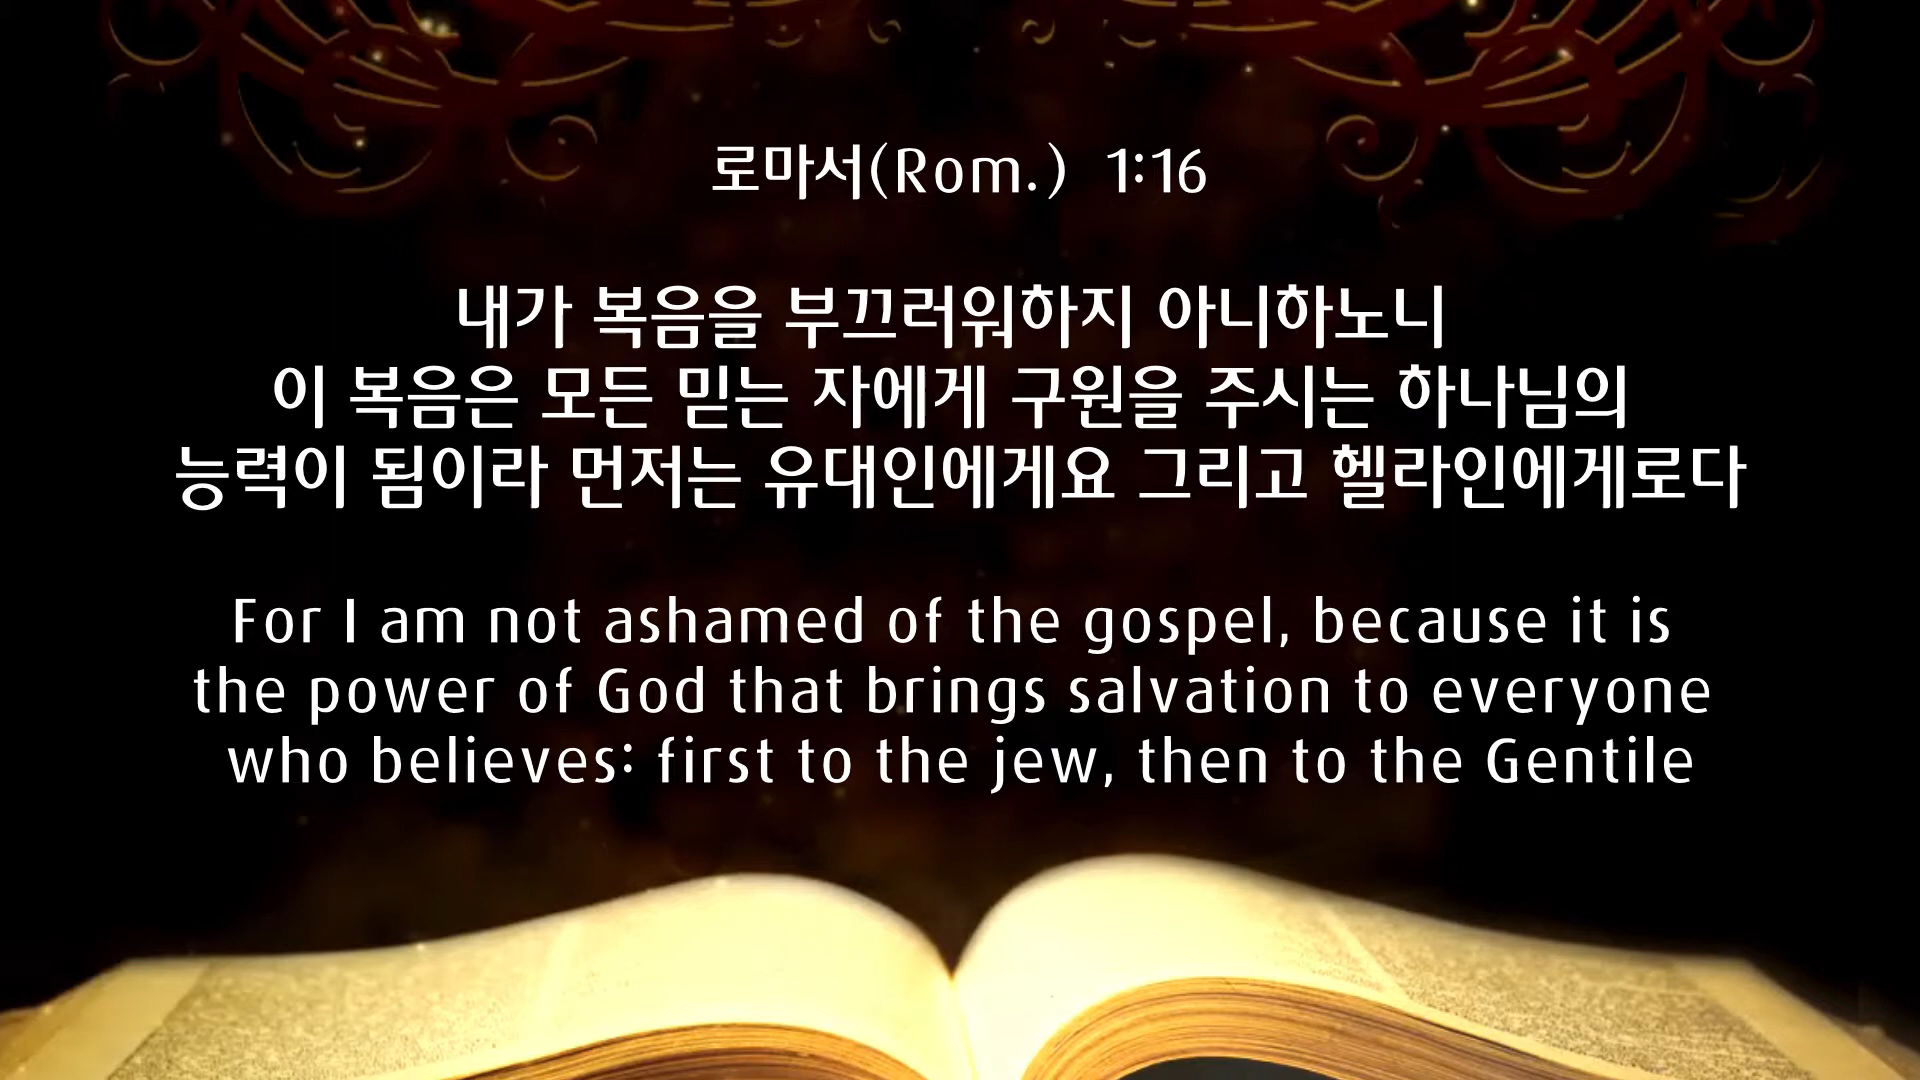 로마서(Rom.) 1:16
내가 복음을 부끄러워하지 아니하노니
이 복음은 모든 믿는 자에게 구원을 주시는 하나님의
능력이 됨이라 먼저는 유대인에게요 그리고 헬라인에게로다
For I am not ashamed of the gospel, because it is
the power of God that brings salvation to everyone
who believes: first to the jew, then to the Gentile